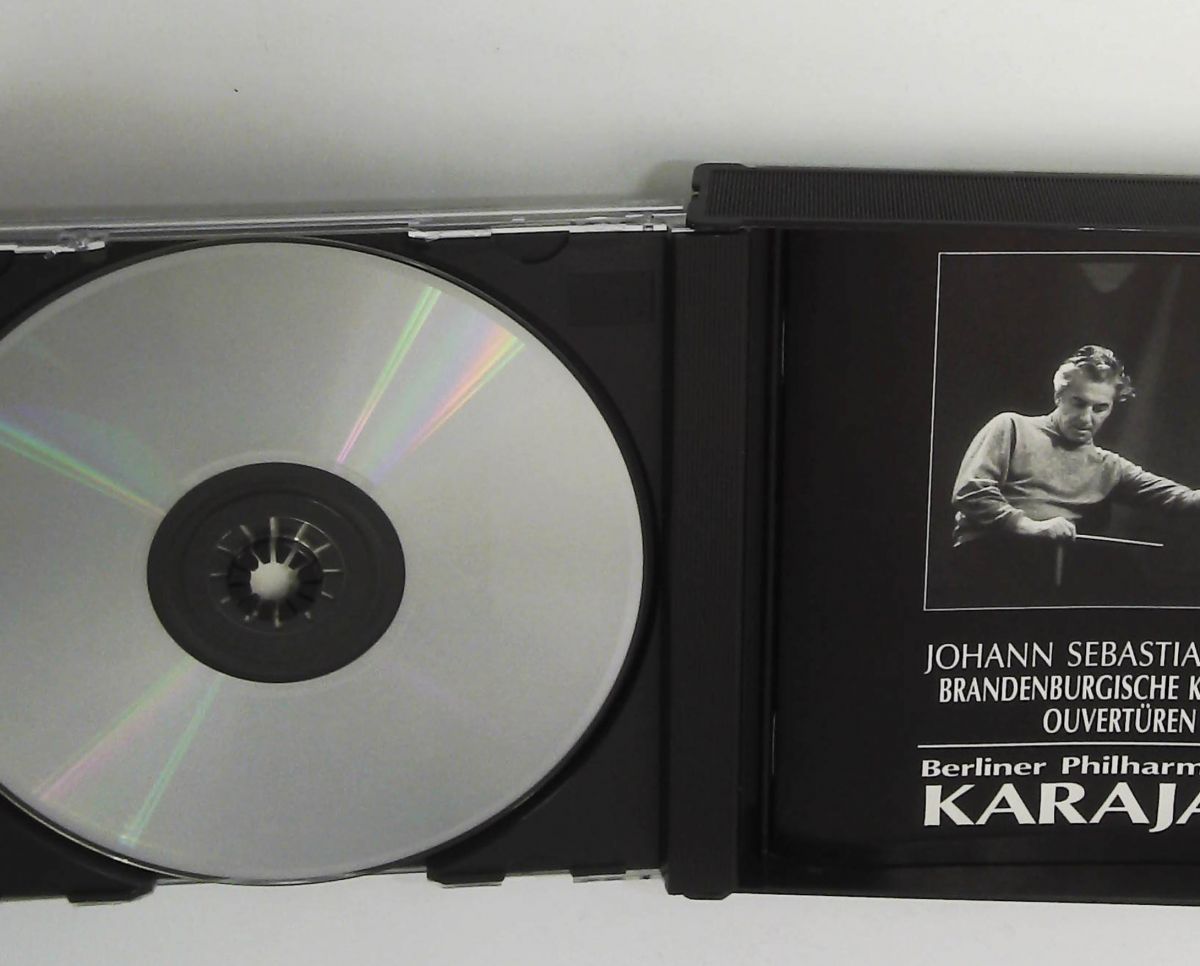 JOHANN SEBASTIA
BRANDENBURGISCHE K
OUVERTÜREN
Berliner Philharm
KARAJA